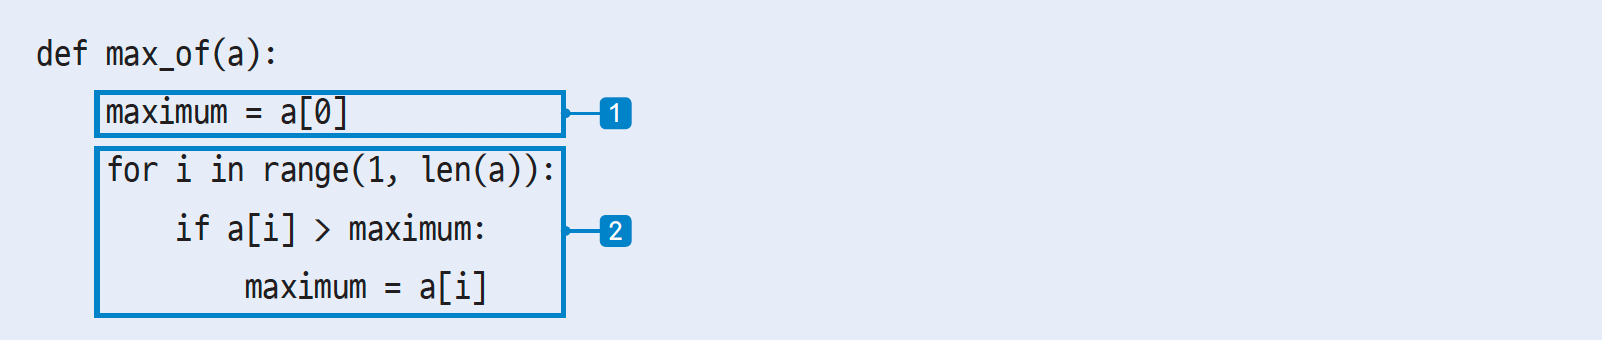 def max_of(a):
    maximum = a[0] 1
    for i in range(1, len(a)):
        if a[i] > maximum: 2
            maximum = a[i]